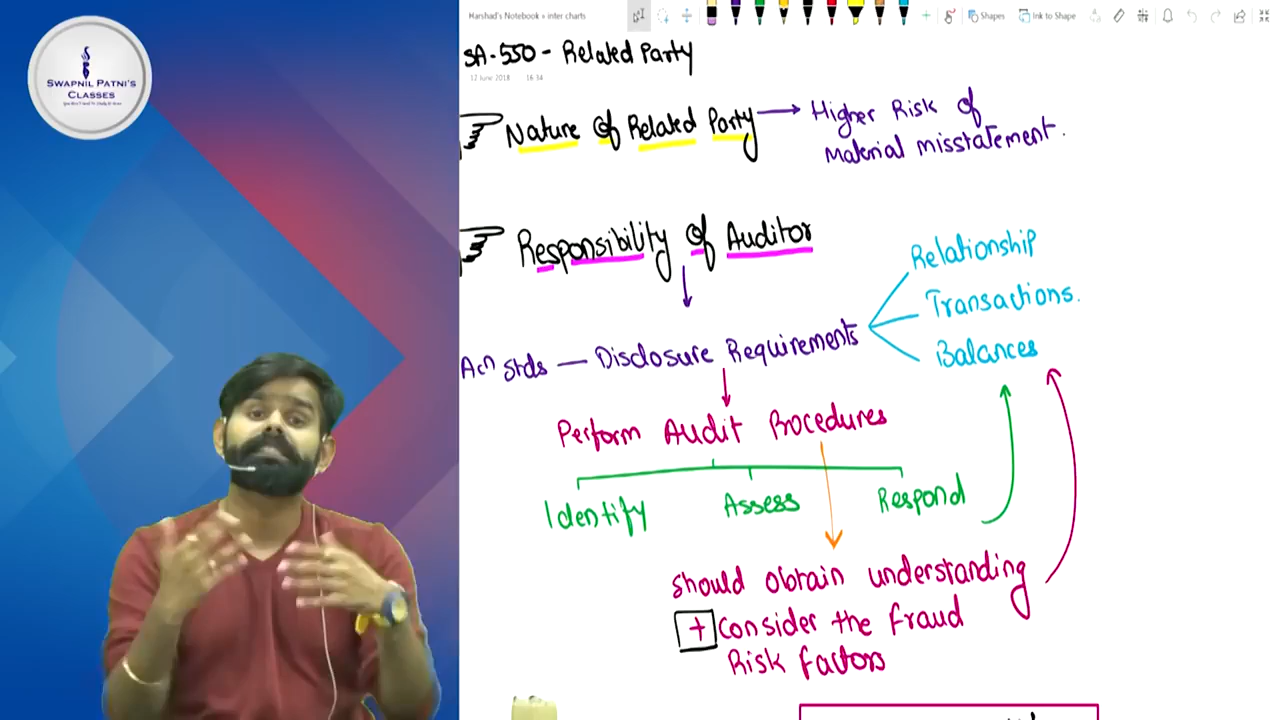 SWAPNIL PATNI'S
CLASSES
Harshad's Notebook » inter charts
Shapes
Ink to Shape
SA-550 - Related Party
17 June 2018 16:34
Nature of Related Party
Higher Risk of
Material misstatement.
Responsibility of Auditor
Acn Stds — Disclosure Requirements
Relationship
Transactions.
Balances
Perform Audit Procedures
Identify
Assess
Respond
Should obtain understanding
+ Consider the Fraud
Risk factors